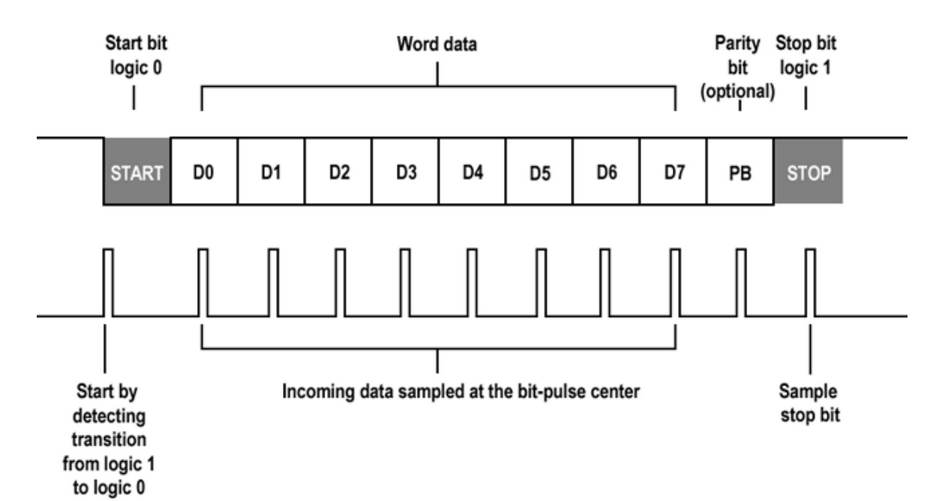 Start bit
logic 0
Word data
Parity
bit
(optional)
Stop bit
logic 1
START
D0
D1
D2
D3
D4
D5
D6
D7
PB
STOP
Start by
detecting
transition
from logic 1
to logic 0
Incoming data sampled at the bit-pulse center
Sample
stop bit